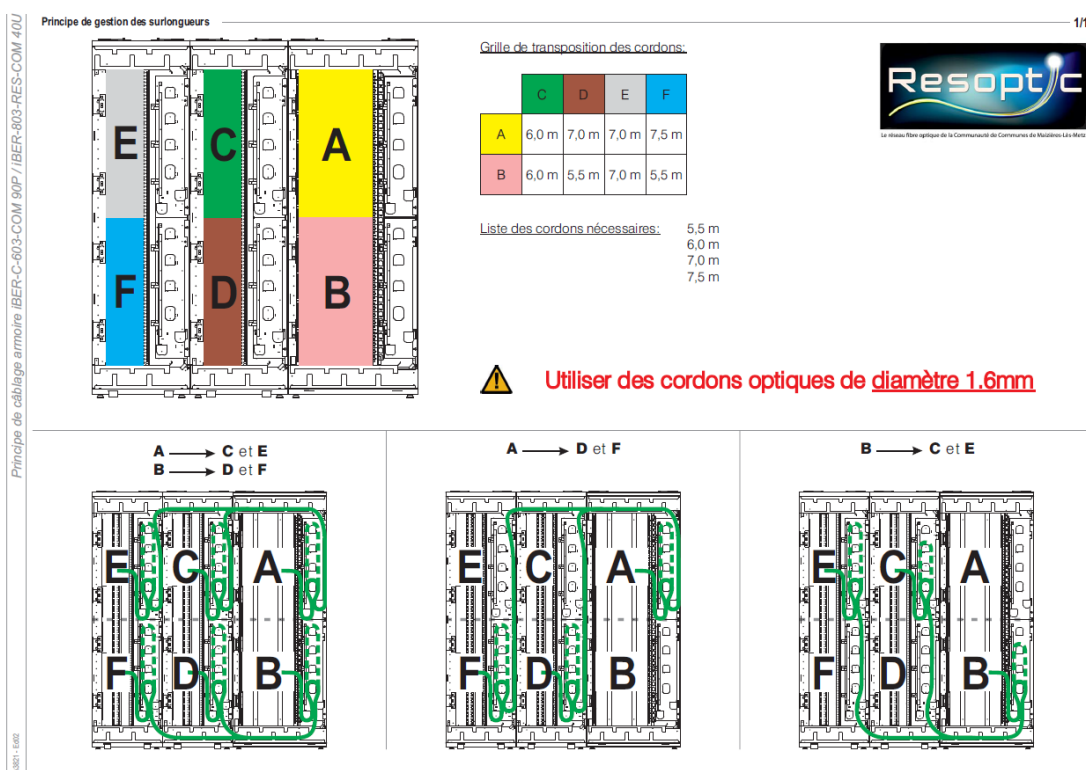 Principe de gestion des surlongueurs
1/1
Principe de câblage armoire iBER-C-603-COM 90P / iBER-803-RES-COM 40U
Grille de transposition des cordons:
C D E F
A 6,0 m 7,0 m 7,0 m 7,5 m
B 6,0 m 5,5 m 7,0 m 5,5 m
Resoptic
Le réseau fibre optique de la Communauté de Communes de Maizières-Lès-Metz
E C A
F D B
Liste des cordons nécessaires: 5,5 m
6,0 m
7,0 m
7,5 m
Utiliser des cordons optiques de diamètre 1.6mm
A C et E
B D et F
E C A
F D B
A D et F
E C A
F D B
B C et E
E C A
F D B